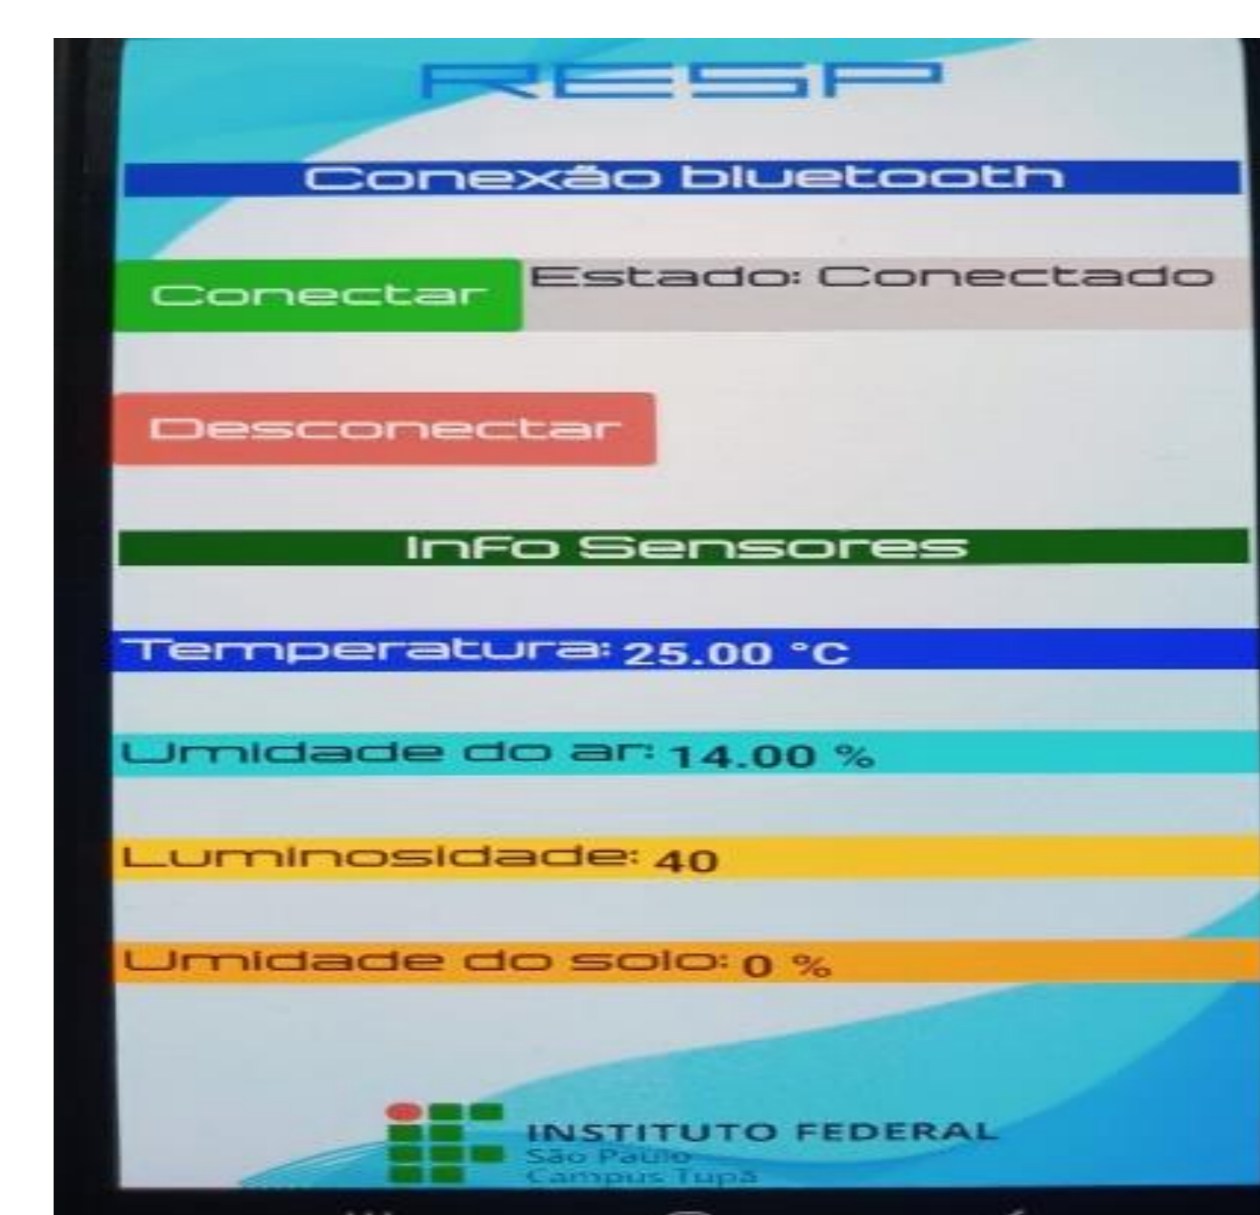 RESP
Conexão bluetooth
Conectar
Estado: Conectado
Desconectar
Info Sensores
Temperatura: 25.00 °C
Umidade do ar: 14.00 %
Luminosidade: 40
Umidade do solo: 0 %
INSTITUTO FEDERAL
São Paulo
Campus Tupã